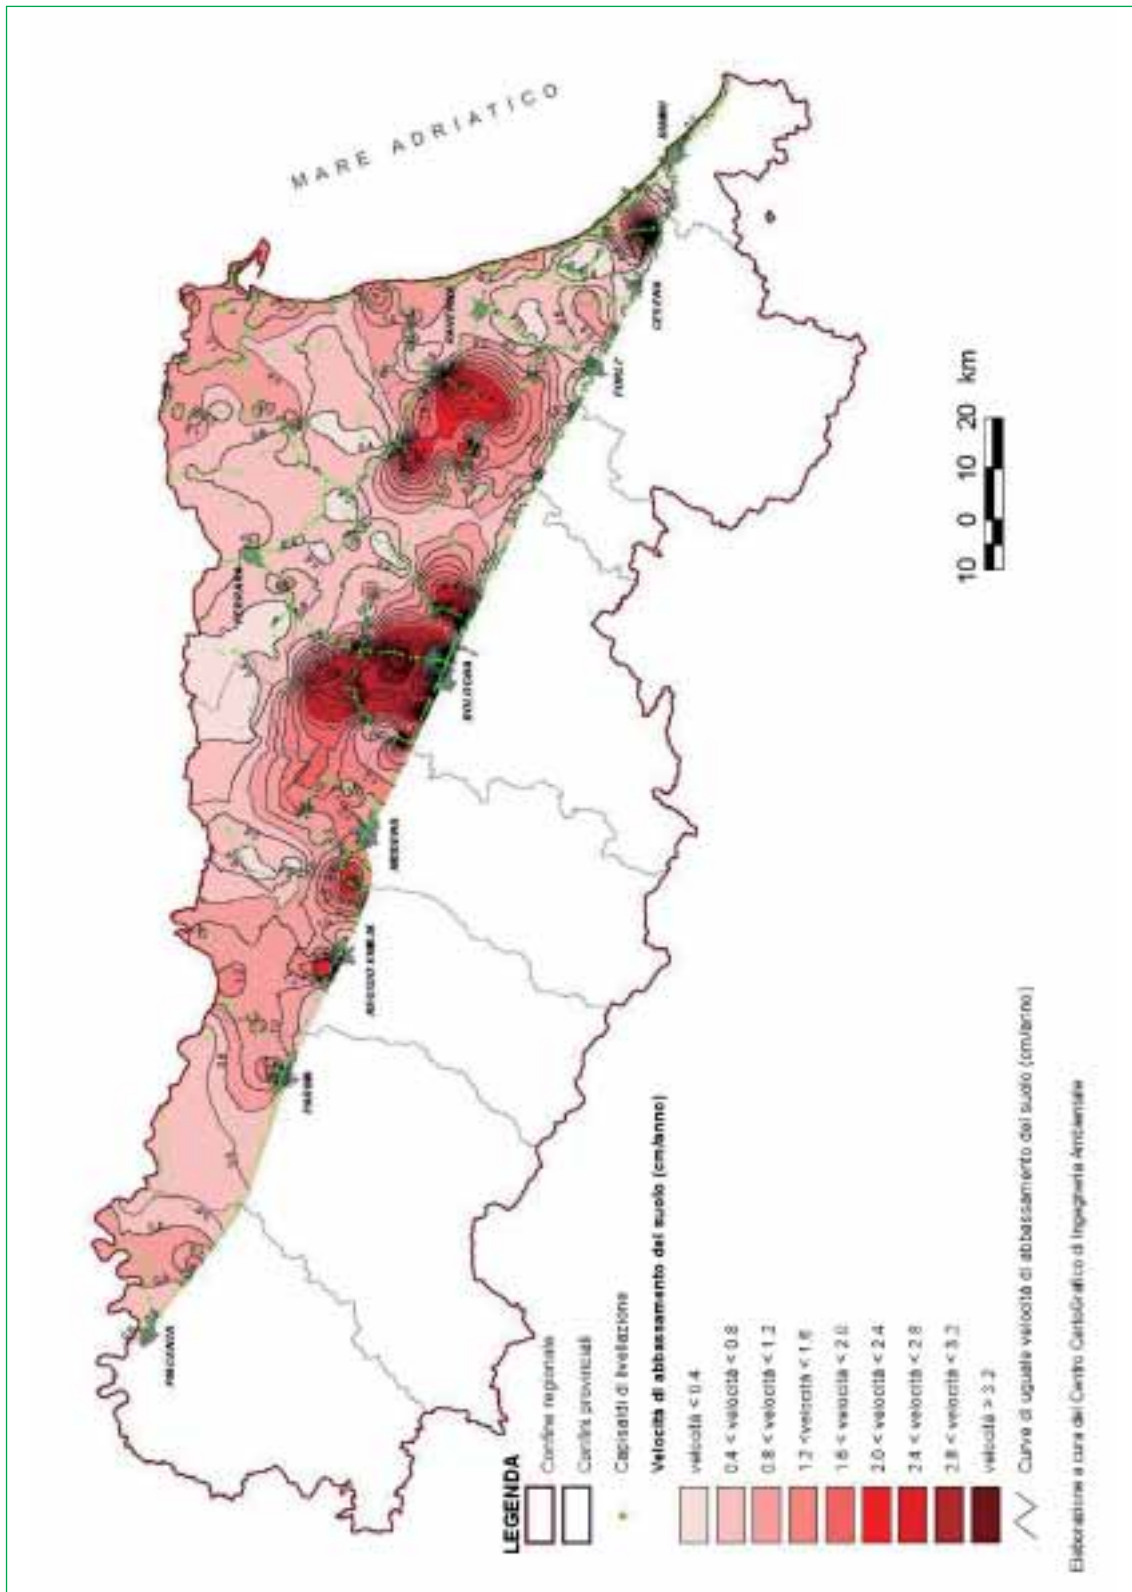 MARE ADRIATICO
RIMINI
CESENA
FORLI'
RAVENNA
FERRARA
BOLOGNA
MODENA
REGGIO EMILIA
PARMA
PIACENZA
10 0 10 20 km
LEGENDA
Confine regionale
Confini provinciali
Capisaldi di livellazione
Velocità di abbassamento del suolo (cm/anno)
velocità < 0.4
0.4 < velocità < 0.8
0.8 < velocità < 1.2
1.2 < velocità < 1.6
1.6 < velocità < 2.0
2.0 < velocità < 2.4
2.4 < velocità < 2.8
2.8 < velocità < 3.2
velocità > 3.2
Curve di uguale velocità di abbassamento del suolo (cm/anno)
Elaborazione a cura del Centro CartoGrafico di Ingegneria Ambientale